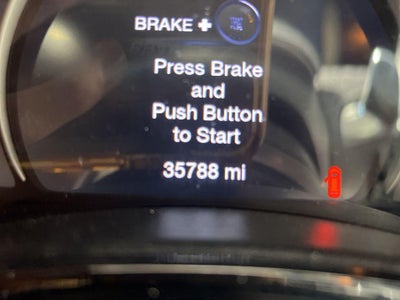 BRAKE +
Press Brake
and
Push Button
to Start
35788 mi